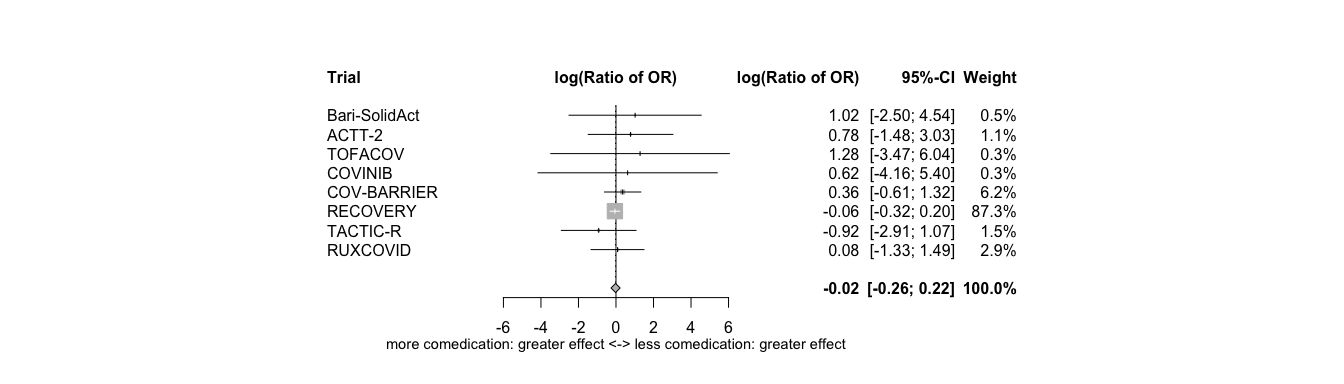 Trial log(Ratio of OR) log(Ratio of OR) 95%-CI Weight
Bari-SolidAct 1.02 [-2.50; 4.54] 0.5%
ACTT-2 0.78 [-1.48; 3.03] 1.1%
TOFACOV 1.28 [-3.47; 6.04] 0.3%
COVINIB 0.62 [-4.16; 5.40] 0.3%
COV-BARRIER 0.36 [-0.61; 1.32] 6.2%
RECOVERY -0.06 [-0.32; 0.20] 87.3%
TACTIC-R -0.92 [-2.91; 1.07] 1.5%
RUXCOVID 0.08 [-1.33; 1.49] 2.9%
-0.02 [-0.26; 0.22] 100.0%
-6 -4 -2 0 2 4 6
more comedication: greater effect <-> less comedication: greater effect